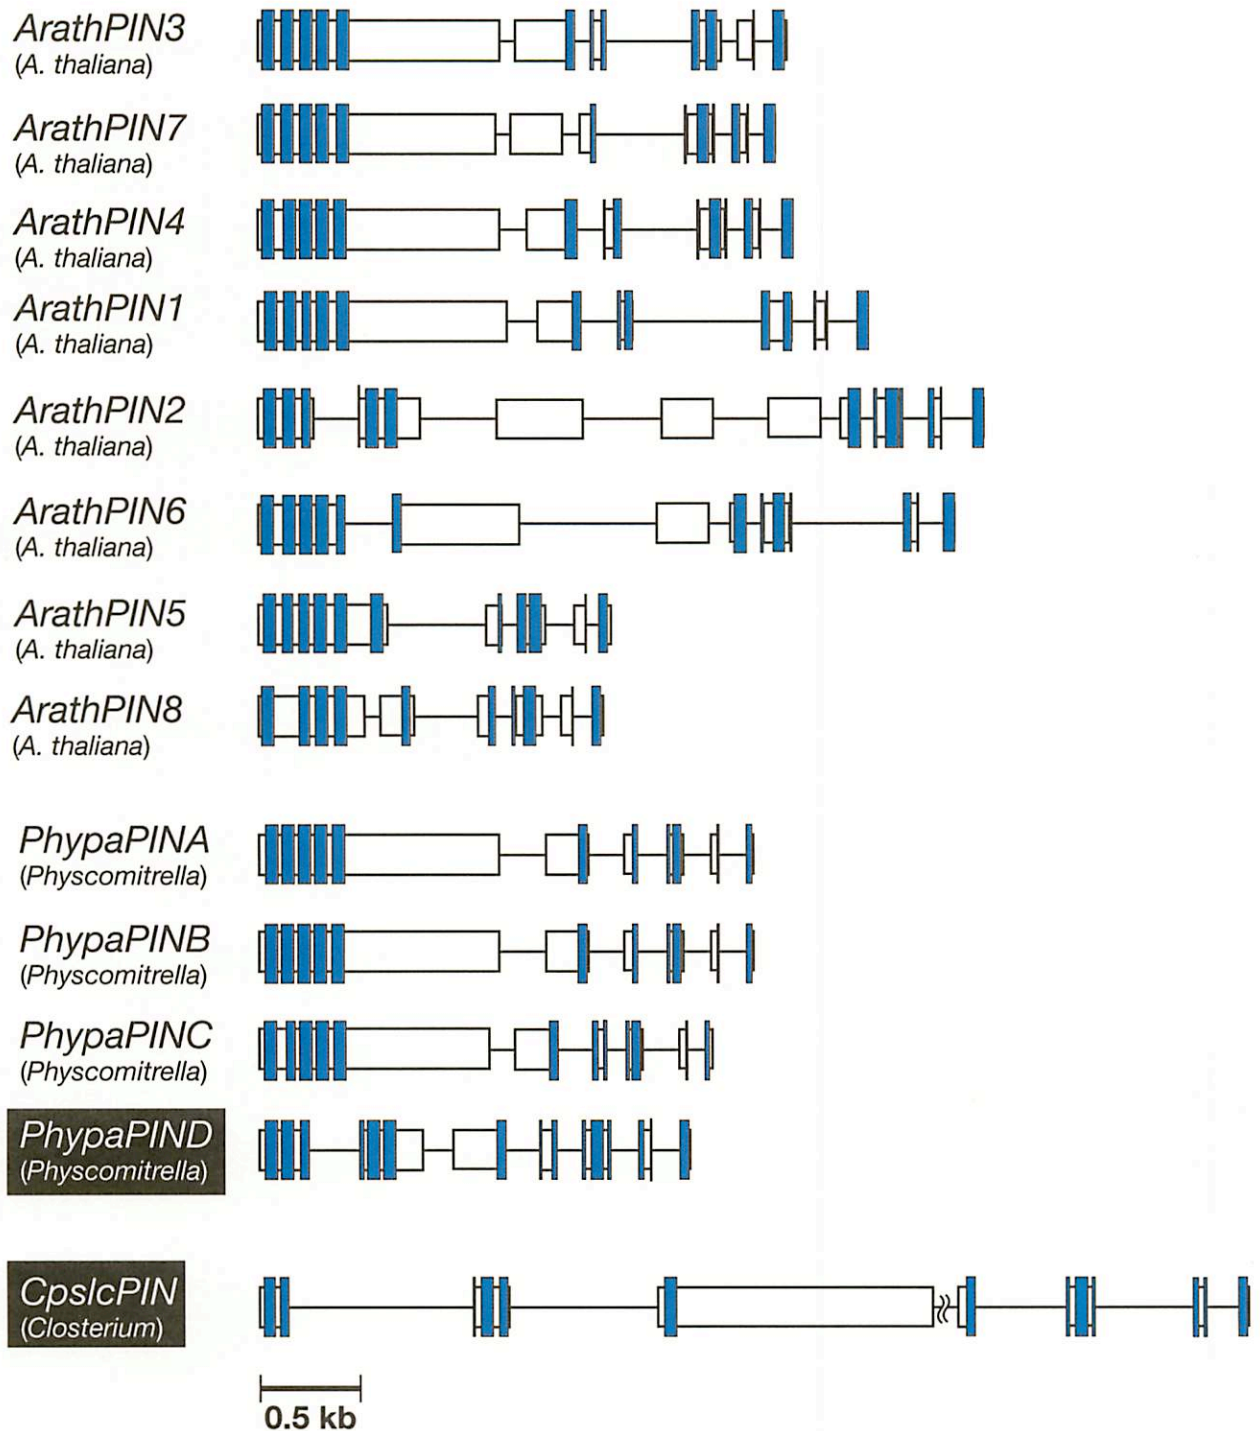 ArathPIN3
(A. thaliana)
ArathPIN7
(A. thaliana)
ArathPIN4
(A. thaliana)
ArathPIN1
(A. thaliana)
ArathPIN2
(A. thaliana)
ArathPIN6
(A. thaliana)
ArathPIN5
(A. thaliana)
ArathPIN8
(A. thaliana)
PhypaPINA
(Physcomitrella)
PhypaPINB
(Physcomitrella)
PhypaPINC
(Physcomitrella)
PhypaPIND
(Physcomitrella)
CpslcPIN
(Closterium)
0.5 kb